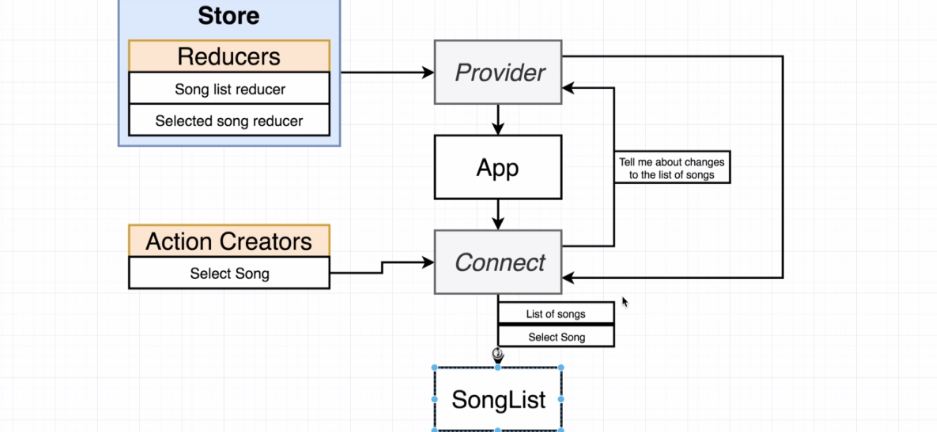 Store
Reducers
Song list reducer
Selected song reducer
Provider
App
Tell me about changes
to the list of songs
Action Creators
Select Song
Connect
List of songs
Select Song
SongList